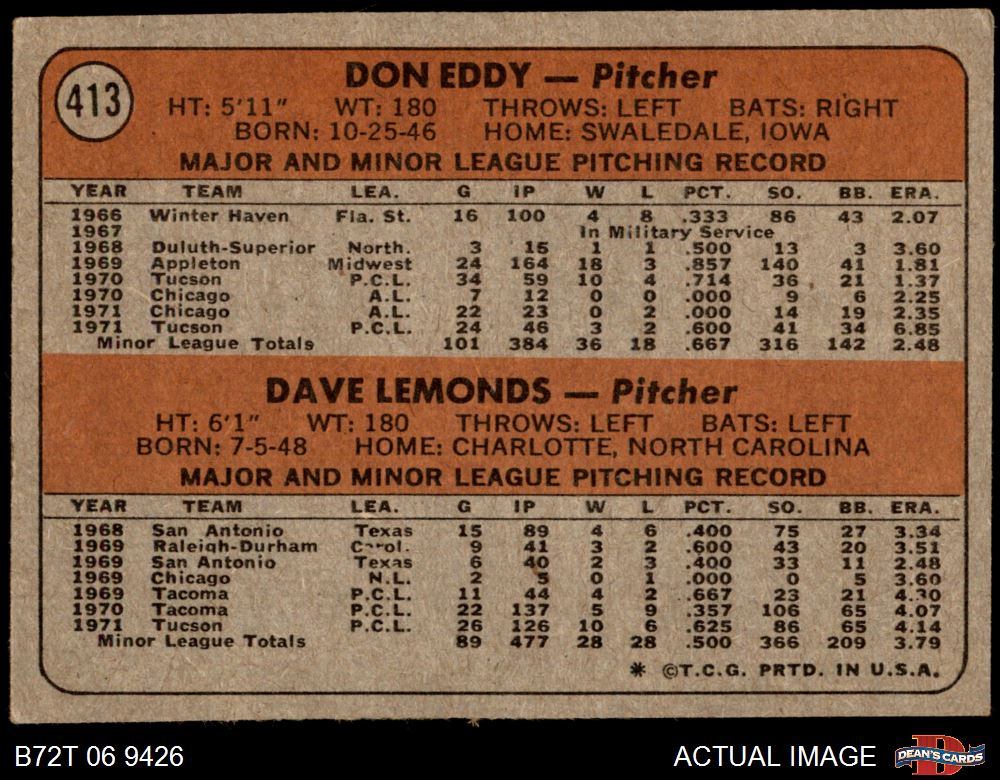 413
DON EDDY — Pitcher
HT: 5'11" WT: 180 THROWS: LEFT BATS: RIGHT
BORN: 10-25-46 HOME: SWALEDALE, IOWA
MAJOR AND MINOR LEAGUE PITCHING RECORD
YEAR TEAM LEA. G IP W L PCT. SO. BB. ERA.
1966 Winter Haven Fla. St. 16 100 4 8 .333 86 43 2.07
1967 In Military Service
1968 Duluth-Superior North. 3 15 1 1 .500 13 3 3.60
1969 Appleton Midwest 24 164 18 3 .857 140 41 1.81
1970 Tucson P.C.L. 34 59 10 4 .714 36 21 1.37
1970 Chicago A.L. 7 12 0 0 .000 9 6 2.25
1971 Chicago A.L. 22 23 0 2 .000 14 19 2.35
1971 Tucson P.C.L. 24 46 3 2 .600 41 34 6.85
Minor League Totals 101 384 36 18 .667 316 142 2.48
DAVE LEMONDS — Pitcher
HT: 6'1" WT: 180 THROWS: LEFT BATS: LEFT
BORN: 7-5-48 HOME: CHARLOTTE, NORTH CAROLINA
MAJOR AND MINOR LEAGUE PITCHING RECORD
YEAR TEAM LEA. G IP W L PCT. SO. BB. ERA.
1968 San Antonio Texas 15 89 4 6 .400 75 27 3.34
1969 Raleigh-Durham Carol. 9 41 3 2 .600 43 20 3.51
1969 San Antonio Texas 6 40 2 3 .400 33 11 2.48
1969 Chicago N.L. 2 5 0 1 .000 0 5 3.60
1969 Tacoma P.C.L. 11 44 4 2 .667 23 21 4.30
1970 Tacoma P.C.L. 22 137 5 9 .357 106 65 4.07
1971 Tucson P.C.L. 26 126 10 6 .625 86 65 4.14
Minor League Totals 89 477 28 28 .500 366 209 3.79
* ©T.C.G. PRTD. IN U.S.A.
B72T 06 9426 ACTUAL IMAGE DEAN'S CARDS